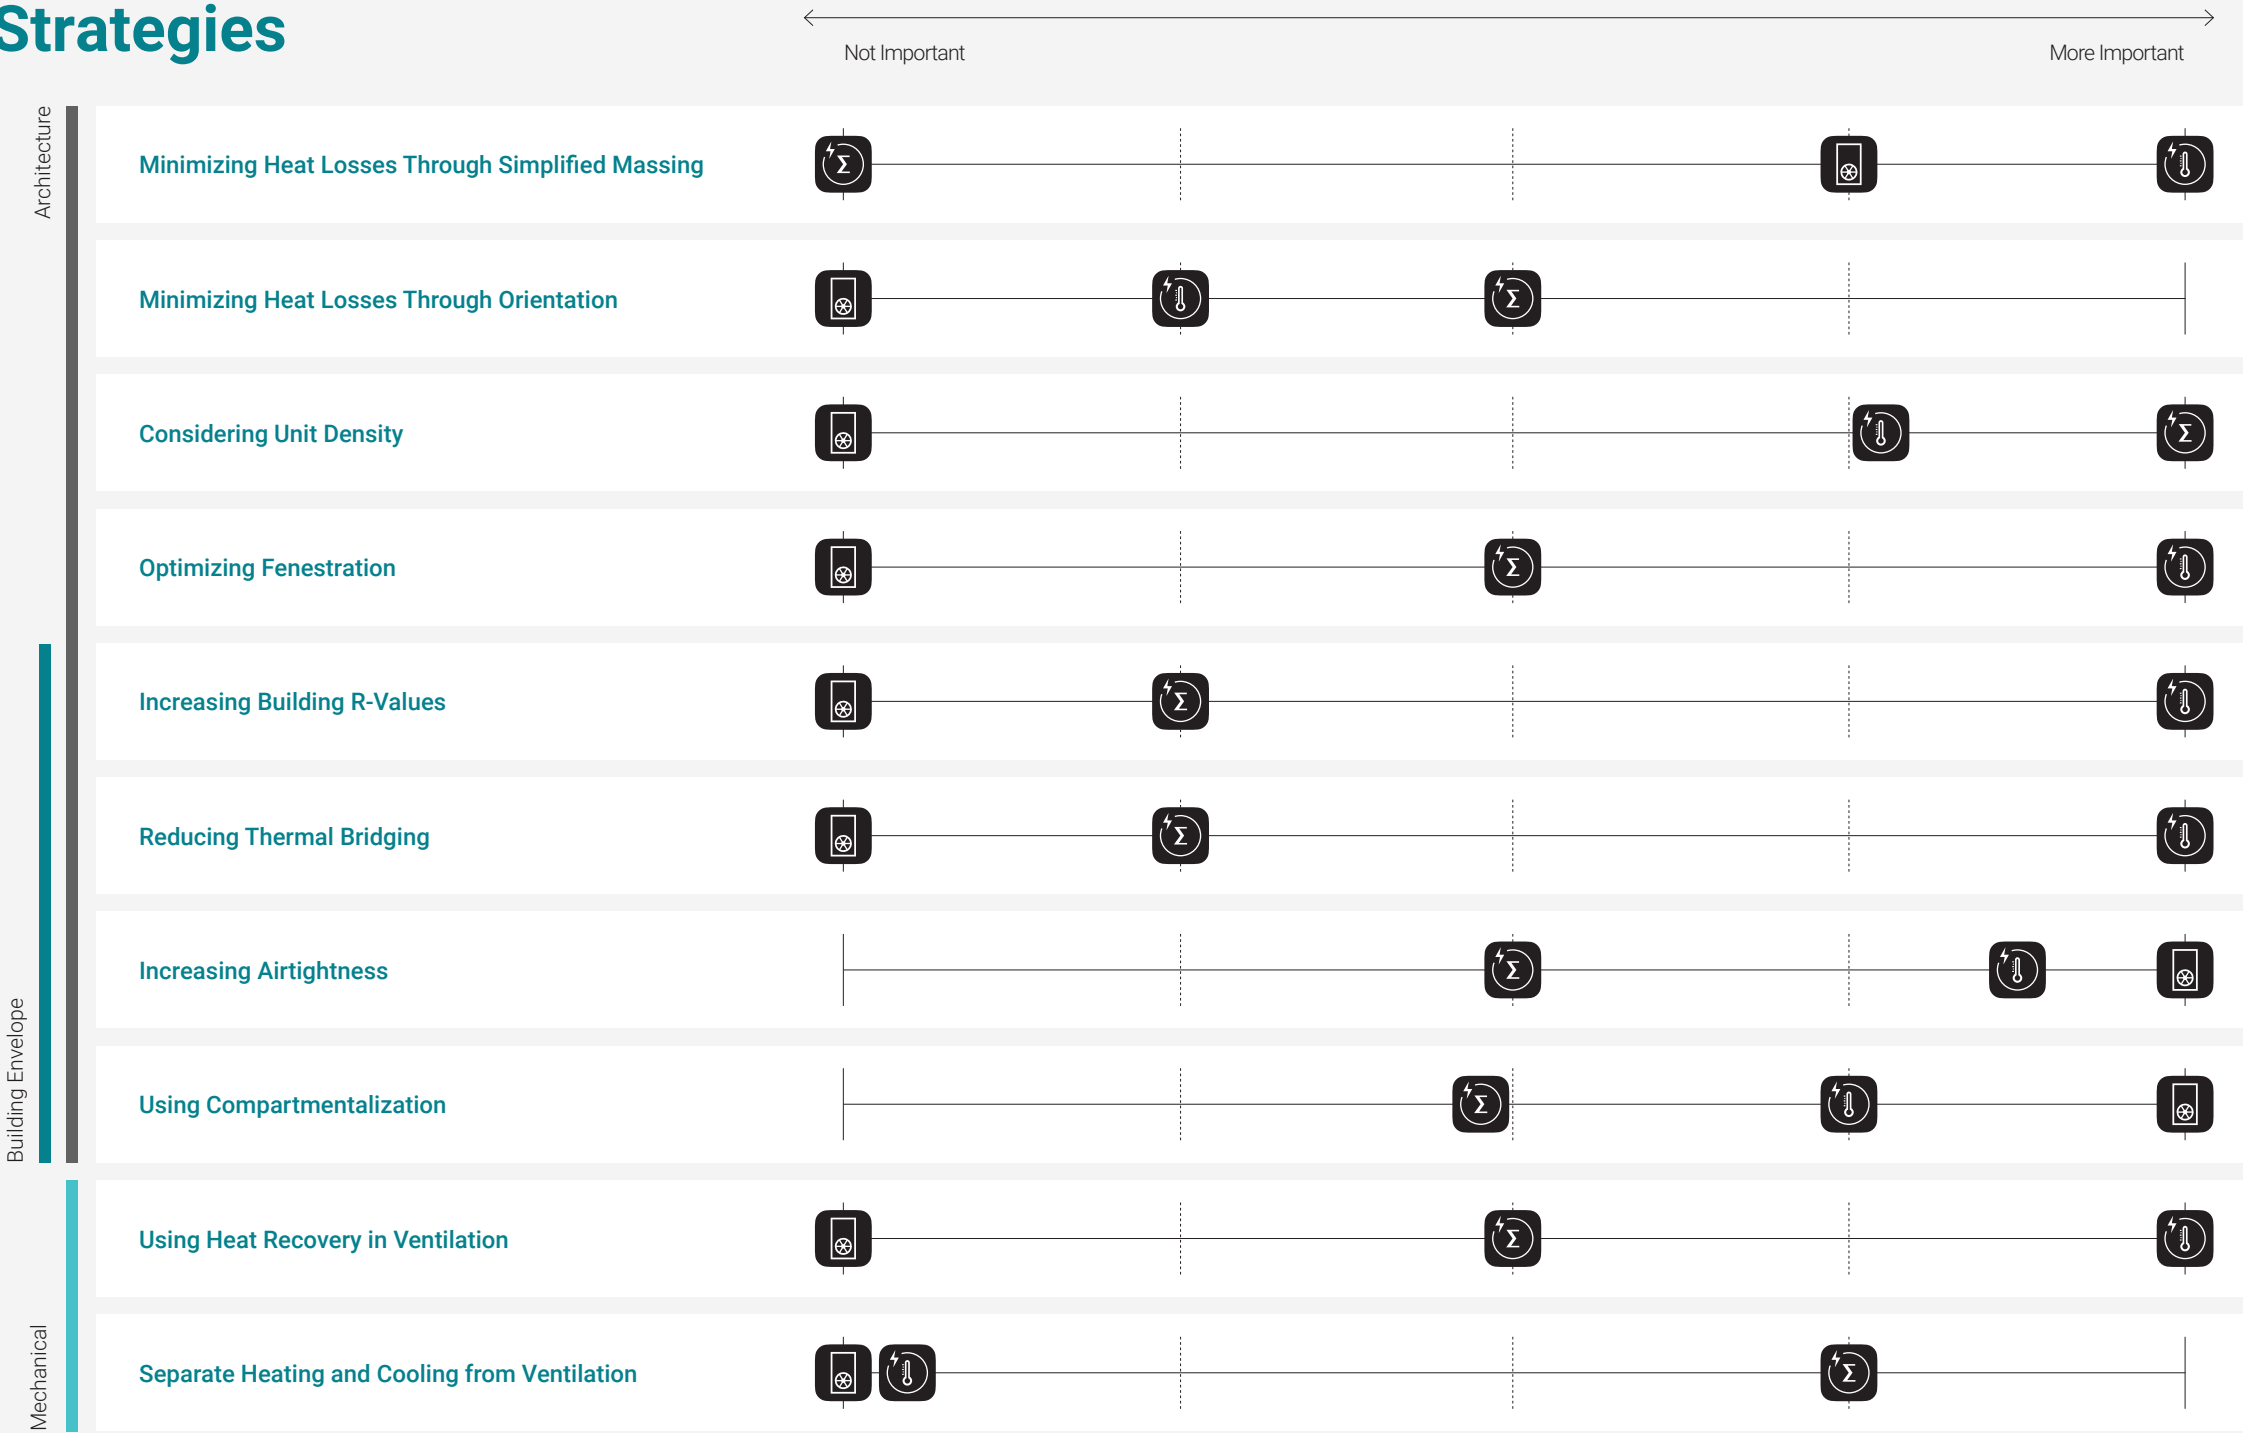 Strategies
Not Important
More Important
Architecture
Minimizing Heat Losses Through Simplified Massing
Minimizing Heat Losses Through Orientation
Considering Unit Density
Optimizing Fenestration
Building Envelope
Increasing Building R-Values
Reducing Thermal Bridging
Increasing Airtightness
Using Compartmentalization
Mechanical
Using Heat Recovery in Ventilation
Separate Heating and Cooling from Ventilation